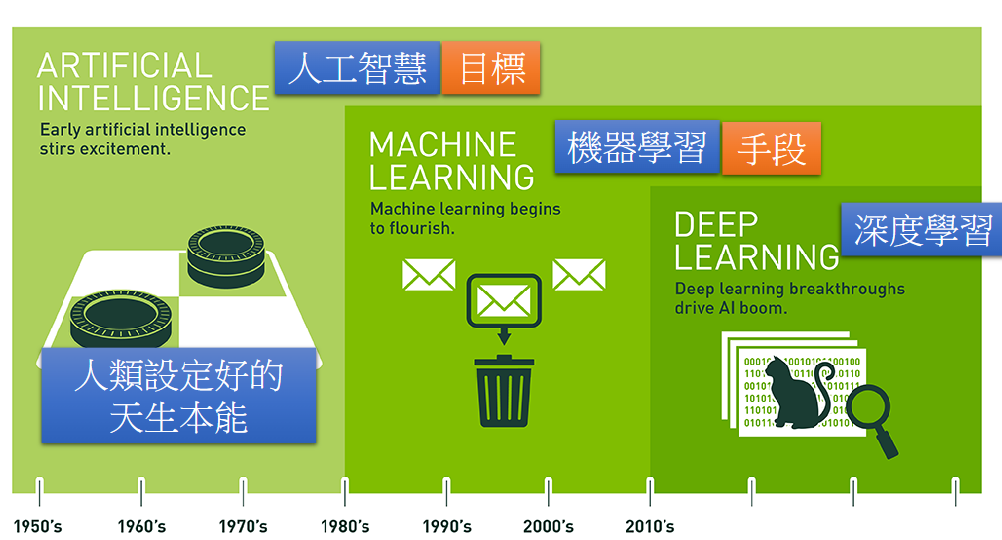 ARTIFICIAL
INTELLIGENCE
人工智慧
目標
Early artificial intelligence
stirs excitement.
MACHINE
LEARNING
機器學習
手段
Machine learning begins
to flourish.
DEEP
LEARNING
深度學習
Deep learning breakthroughs
drive AI boom.
人類設定好的
天生本能
1950's 1960's 1970's 1980's 1990's 2000's 2010's